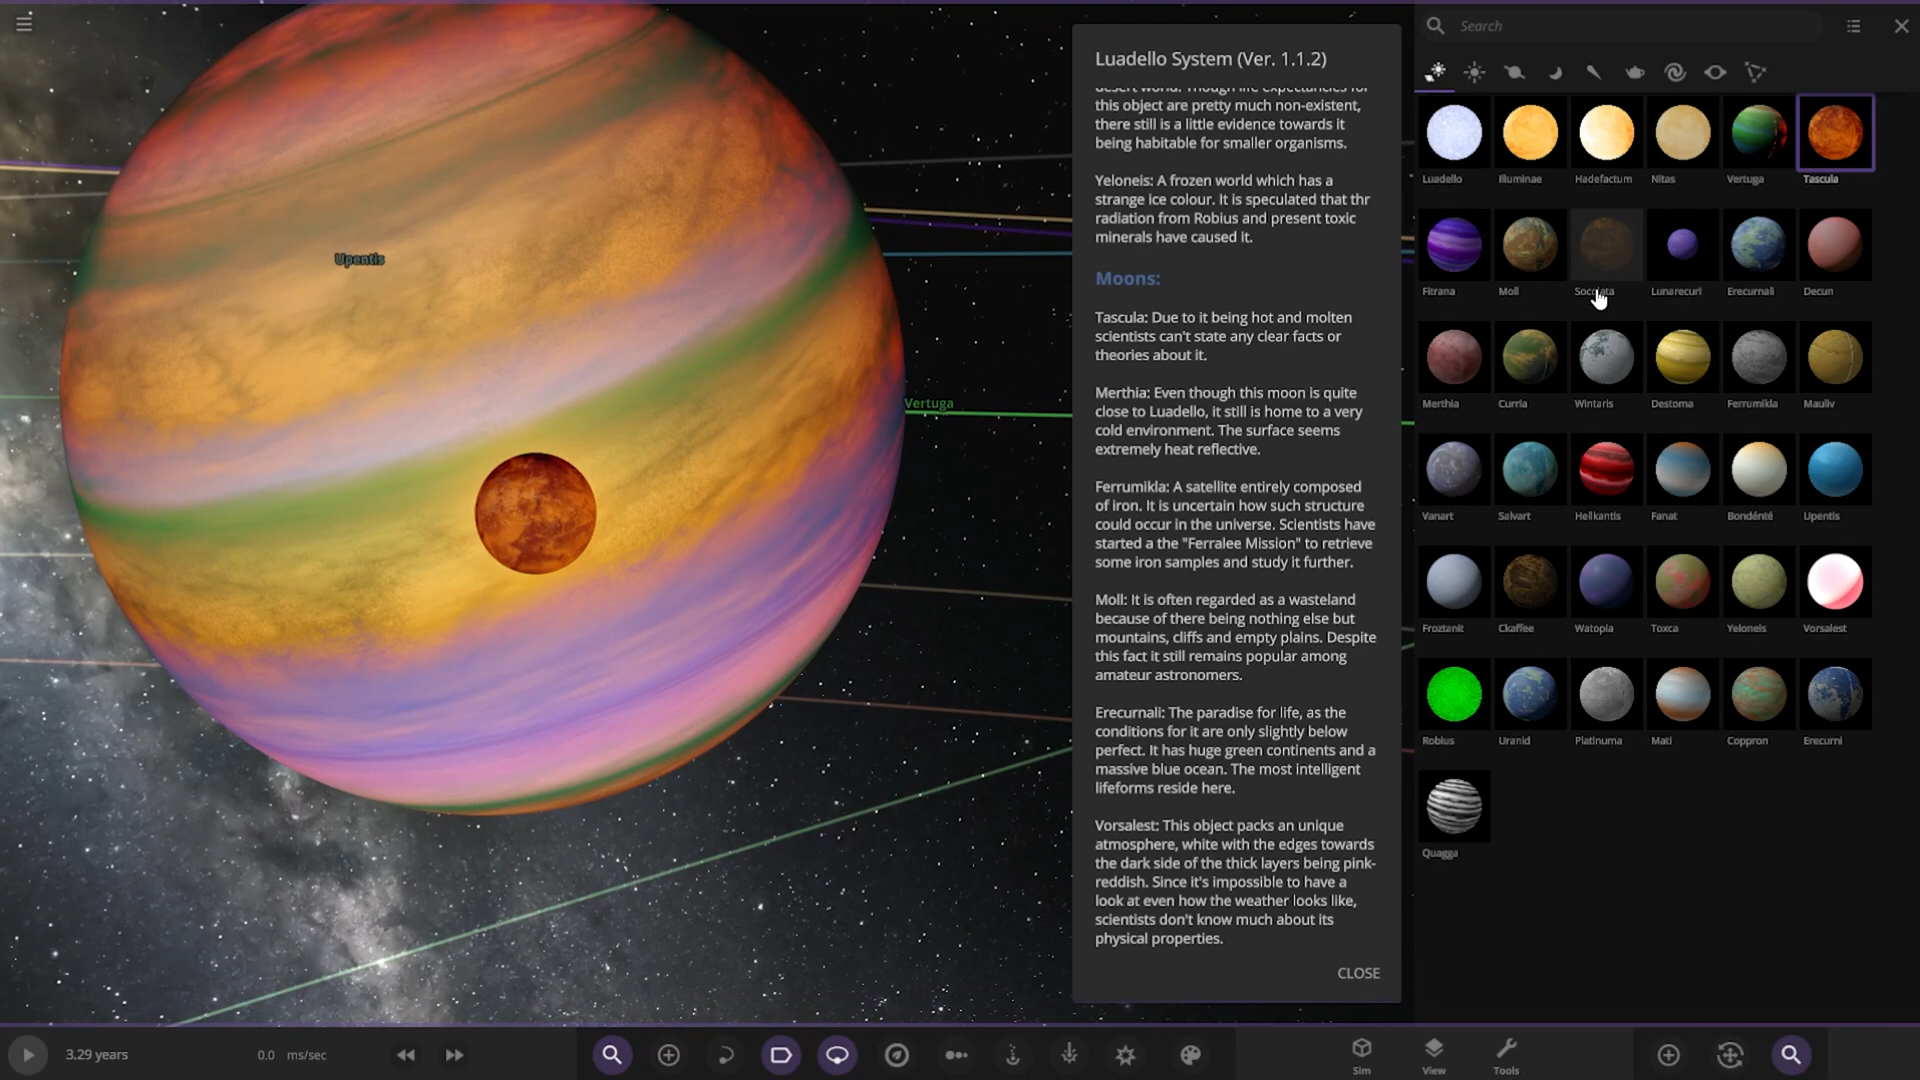 Luadello System (Ver. 1.1.2)
desert world. Though life expectancies for
this object are pretty much non-existent,
there still is a little evidence towards it
being habitable for smaller organisms.
Yeloneis: A frozen world which has a
strange ice colour. It is speculated that thr
radiation from Robius and present toxic
minerals have caused it.
Moons:
Tascula: Due to it being hot and molten
scientists can't state any clear facts or
theories about it.
Merthia: Even though this moon is quite
close to Luadello, it still is home to a very
cold environment. The surface seems
extremely heat reflective.
Ferrumikla: A satellite entirely composed
of iron. It is uncertain how such structure
could occur in the universe. Scientists have
started a the "Ferralee Mission" to retrieve
some iron samples and study it further.
Moll: It is often regarded as a wasteland
because of there being nothing else but
mountains, cliffs and empty plains. Despite
this fact it still remains popular among
amateur astronomers.
Erecurnali: The paradise for life, as the
conditions for it are only slightly below
perfect. It has huge green continents and a
massive blue ocean. The most intelligent
lifeforms reside here.
Vorsalest: This object packs an unique
atmosphere, white with the edges towards
the dark side of the thick layers being pink-
reddish. Since it's impossible to have a
look at even how the weather looks like,
scientists don't know much about its
physical properties.
CLOSE
Upentis
Vertuga
Search
Luadello Illuminae Hadefactum Nitas Vertuga Tascula
Fitrana Moll Lunarecurl Erecurnali Decun
Merthia Curria Wintaris Destoma Ferrumikla Mauliv
Vanart Salvart Helikantis Fanat Bondénté Upentis
Froztanit Ckaffee Watopia Toxca Yeloneis Vorsalest
Robius Uranid Platinuma Mati Coppron Erecurni
Quagga
3.29 years 0.0 ms/sec
Sim View Tools